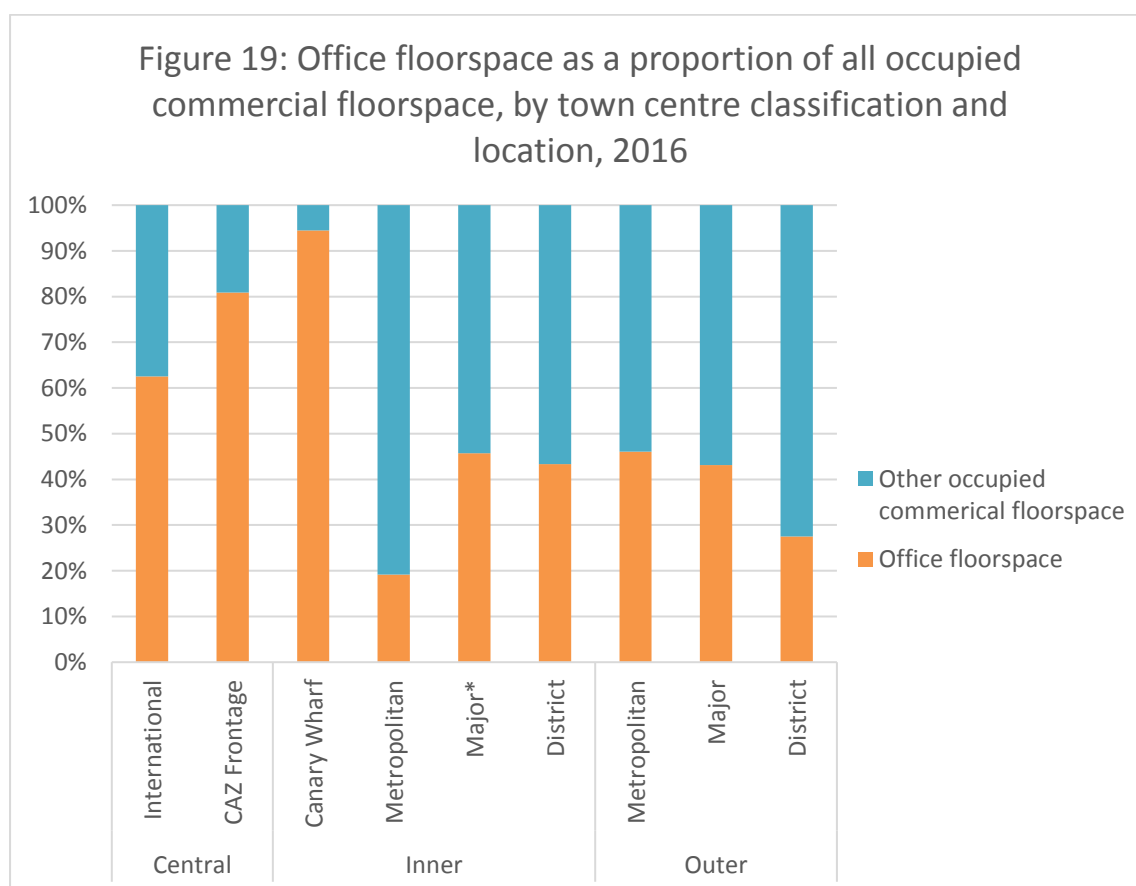 Figure 19: Office floorspace as a proportion of all occupied
commercial floorspace, by town centre classification and
location, 2016
100%
90%
80%
70%
60%
50%
40%
30%
20%
10%
0%
Other occupied
commerical floorspace
Office floorspace
International
CAZ Frontage
Canary Wharf
Metropolitan
Major*
District
Metropolitan
Major
District
Central
Inner
Outer